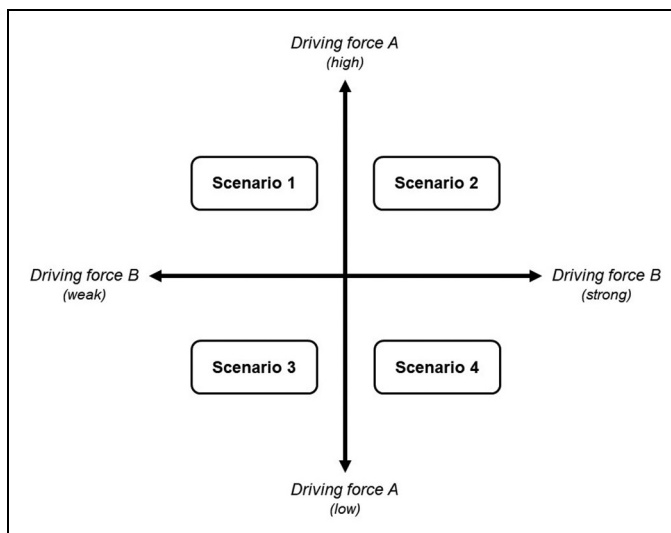 Driving force A
(high)
Scenario 1
Scenario 2
Driving force B
(weak)
Driving force B
(strong)
Scenario 3
Scenario 4
Driving force A
(low)